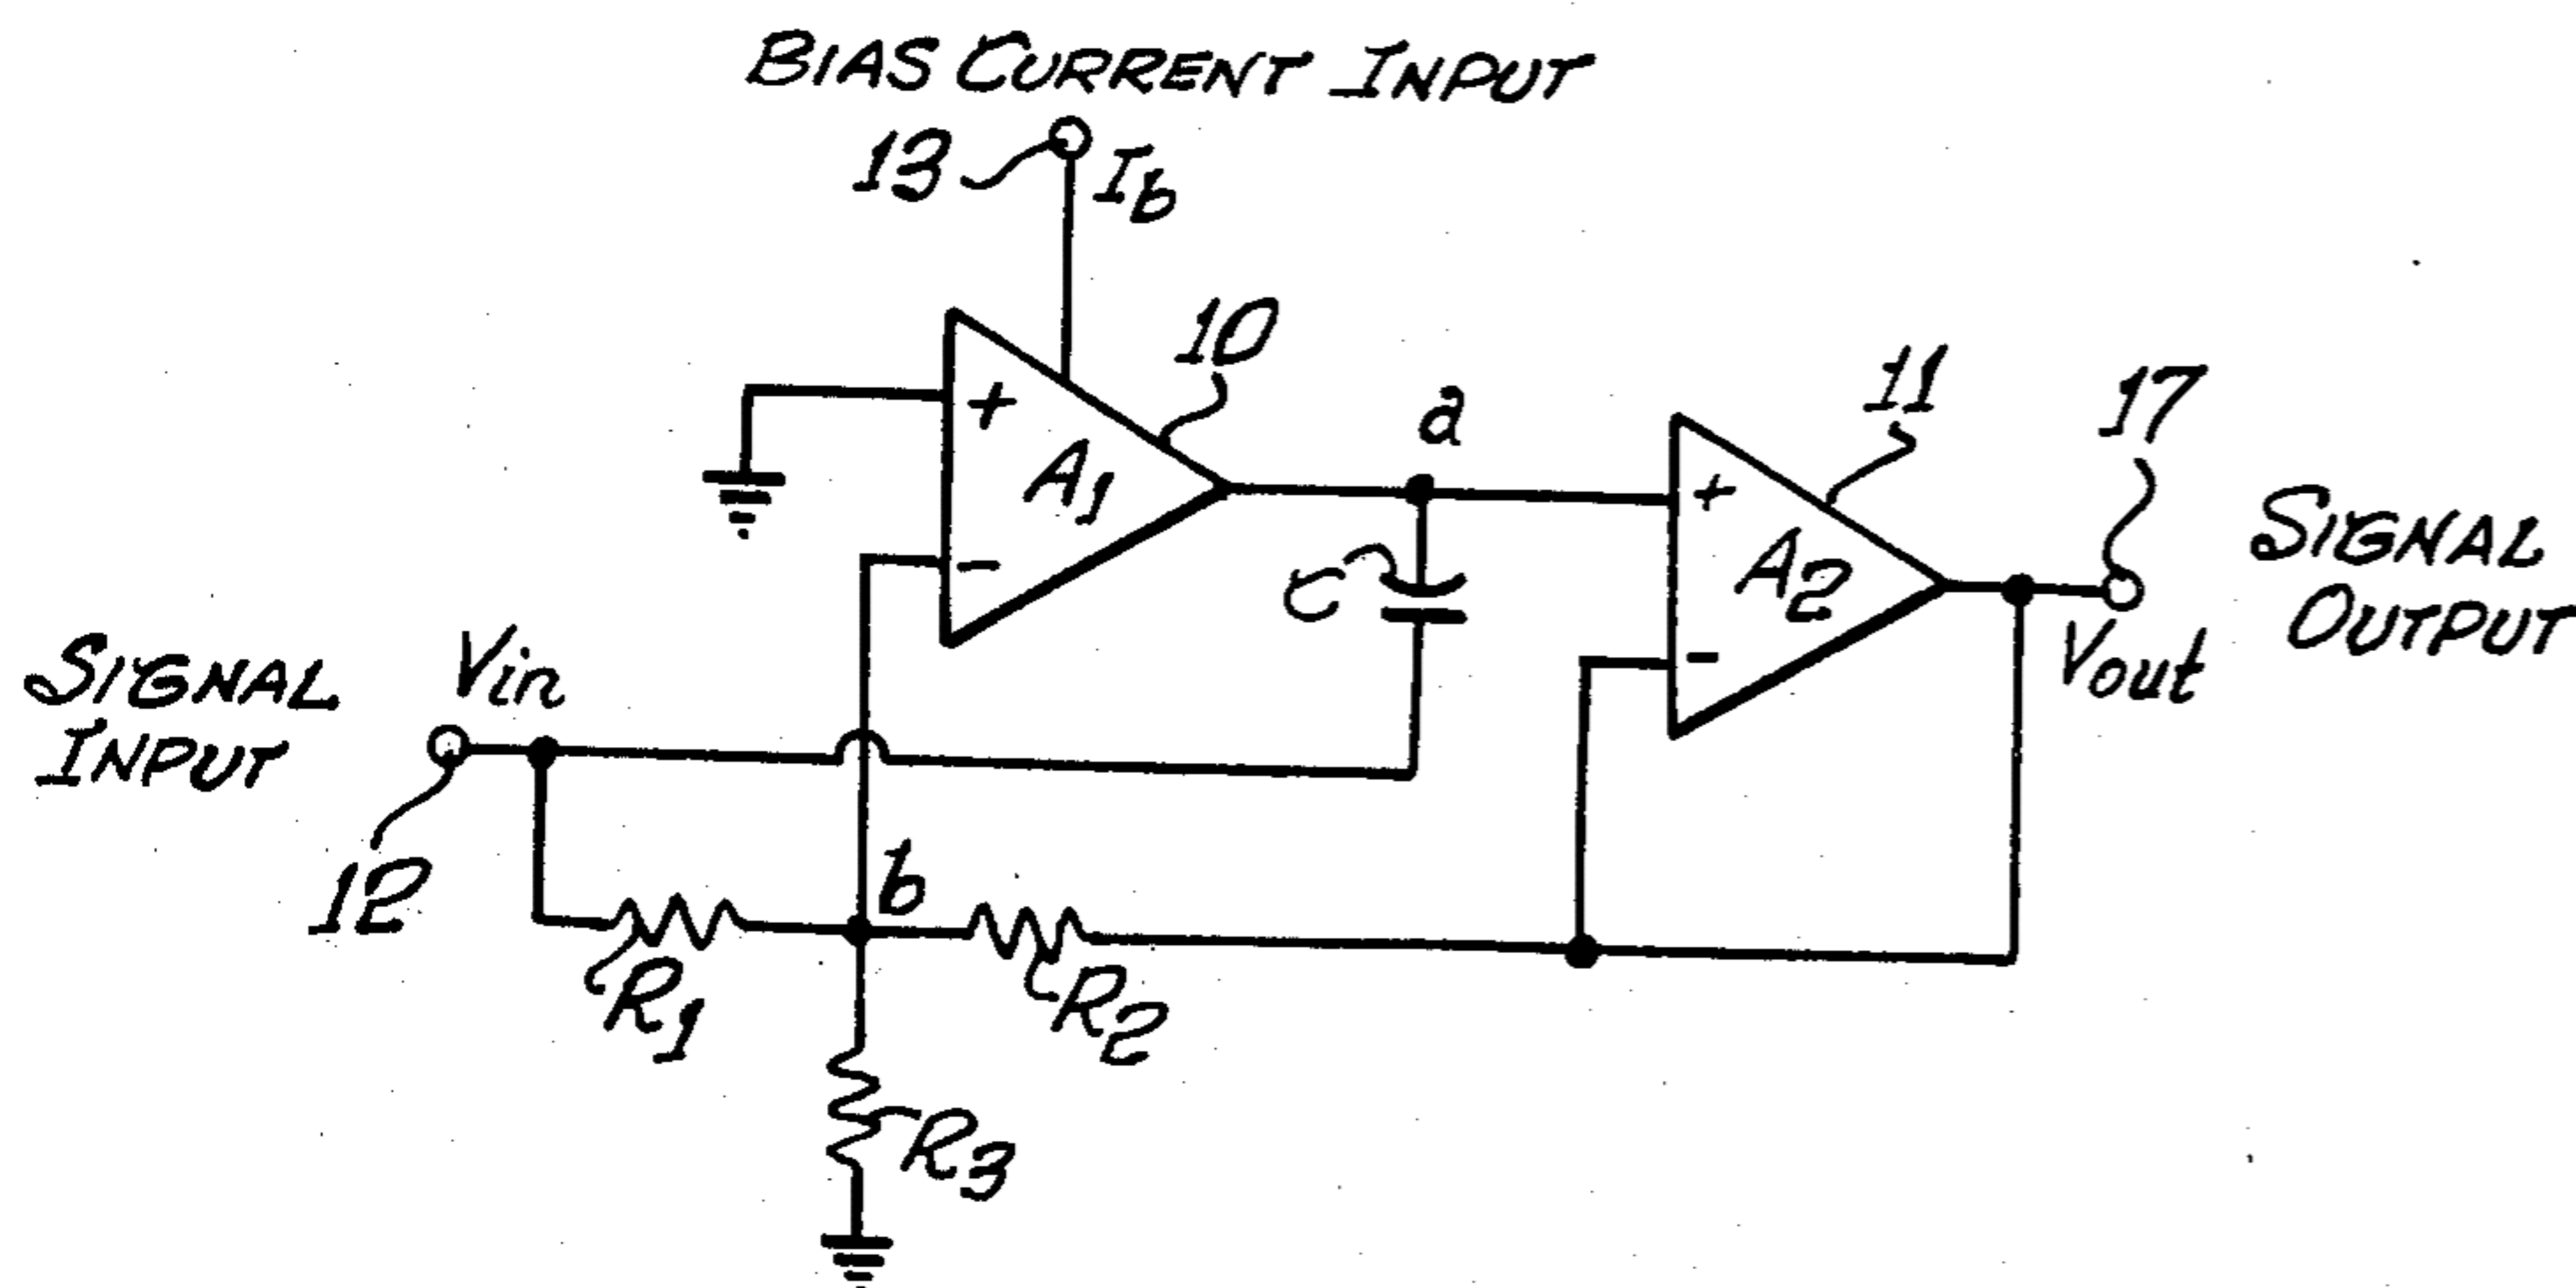 BIAS CURRENT INPUT
13
Ib
10
+
A1
-
a
11
17
+
A2
-
C
SIGNAL
OUTPUT
Vout
SIGNAL
INPUT
Vin
12
b
R1
R2
R3